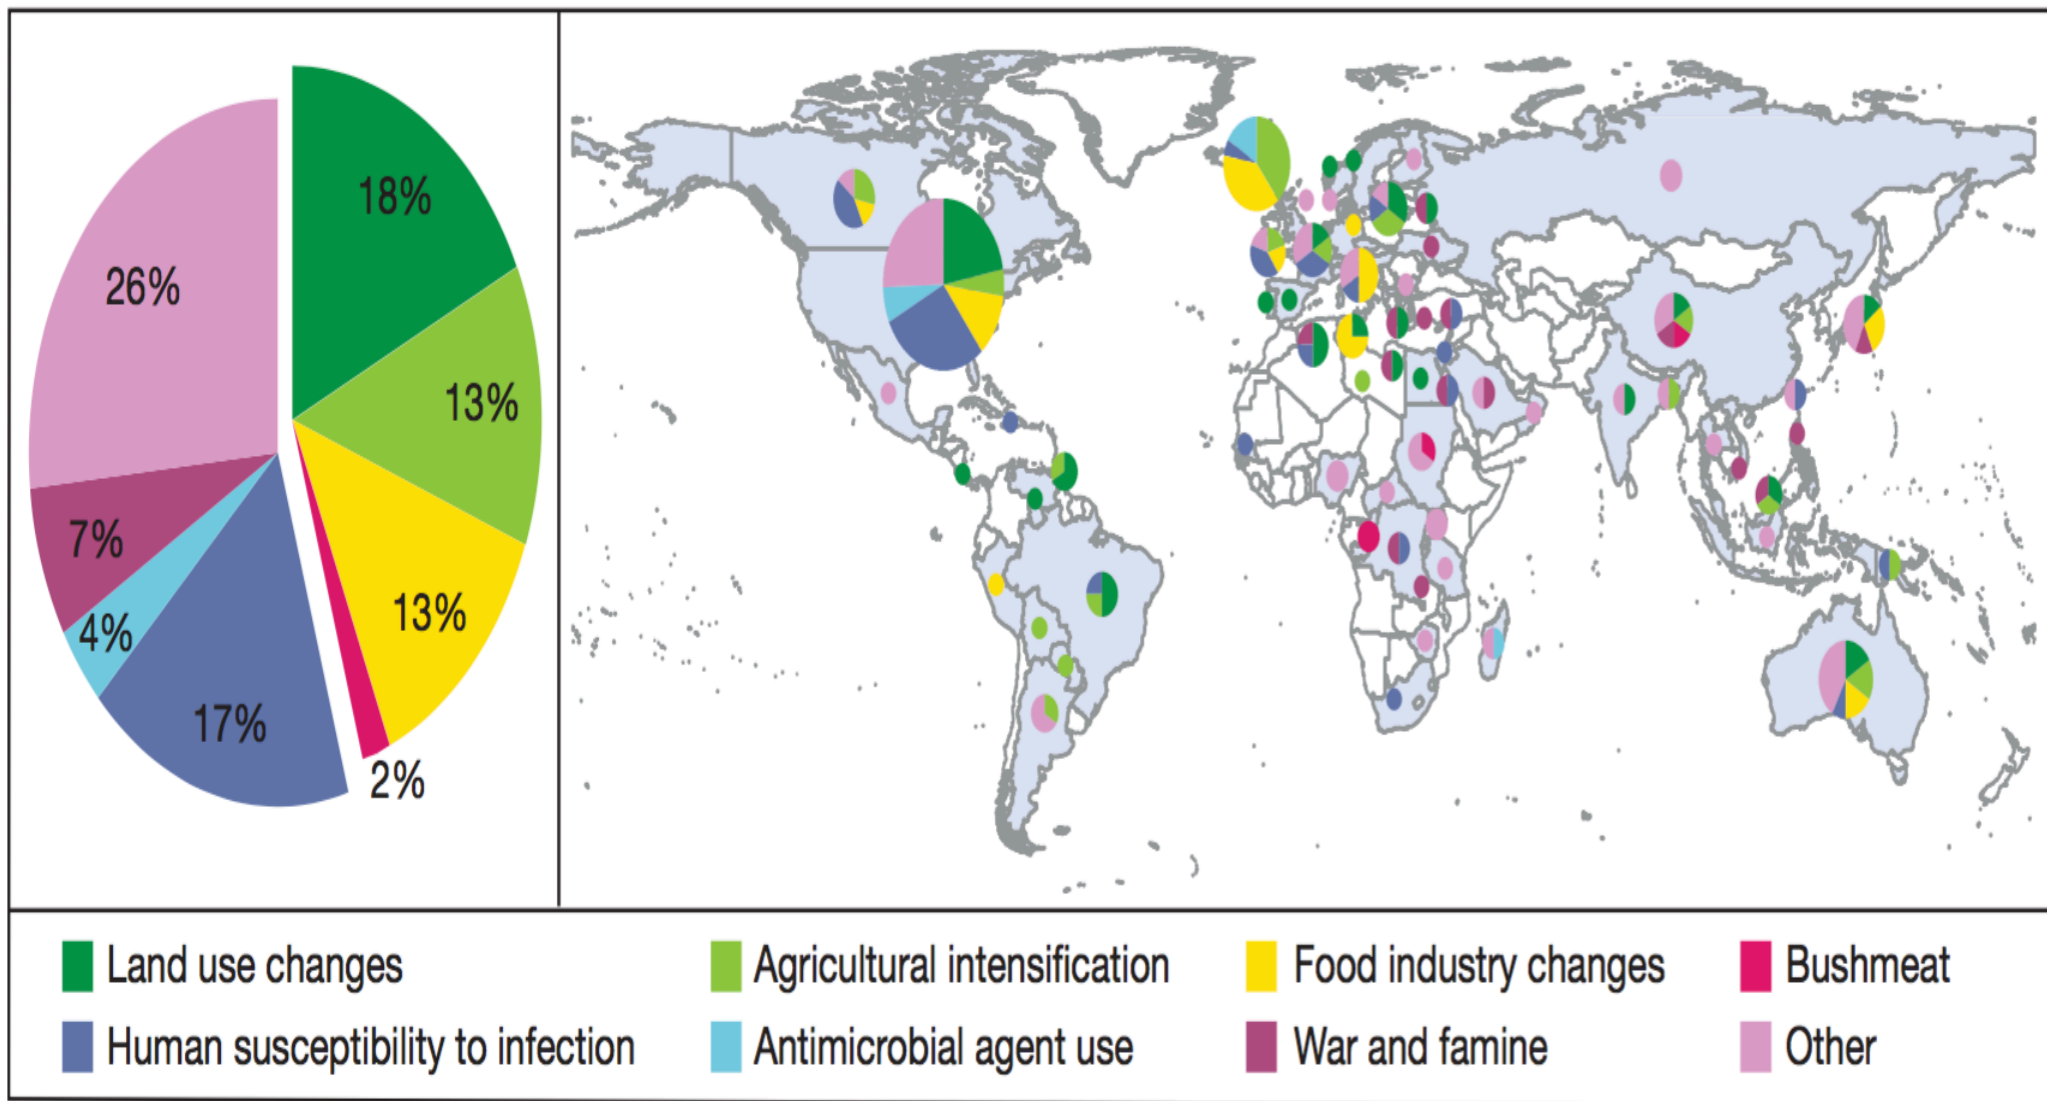 18%
26%
13%
13%
7%
4%
17%
2%
Land use changes
Agricultural intensification
Food industry changes
Bushmeat
Human susceptibility to infection
Antimicrobial agent use
War and famine
Other